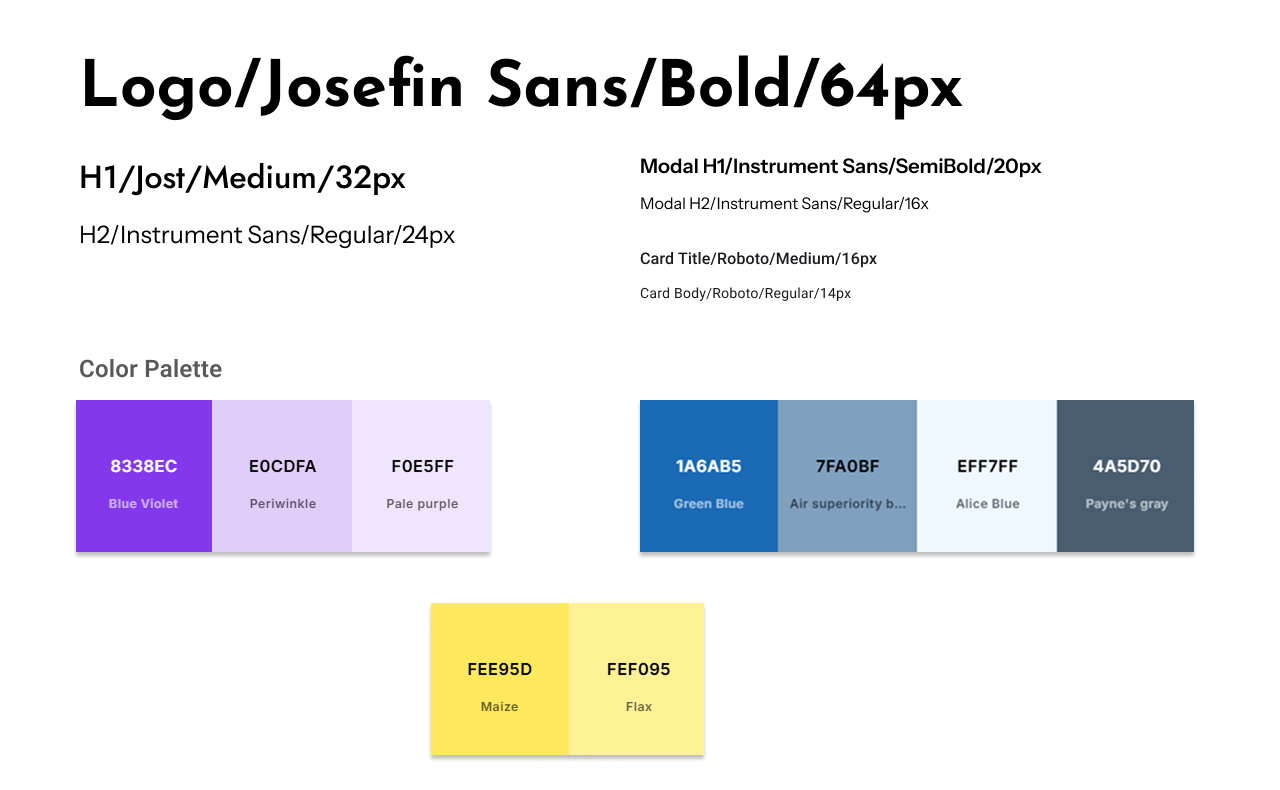 Logo/Josefin Sans/Bold/64px
H1/Jost/Medium/32px
H2/Instrument Sans/Regular/24px
Modal H1/Instrument Sans/SemiBold/20px
Modal H2/Instrument Sans/Regular/16x
Card Title/Roboto/Medium/16px
Card Body/Roboto/Regular/14px
Color Palette
8338EC
Blue Violet
E0CDFA
Periwinkle
F0E5FF
Pale purple
1A6AB5
Green Blue
7FA0BF
Air superiority b...
EFF7FF
Alice Blue
4A5D70
Payne's gray
FEE95D
Maize
FEF095
Flax